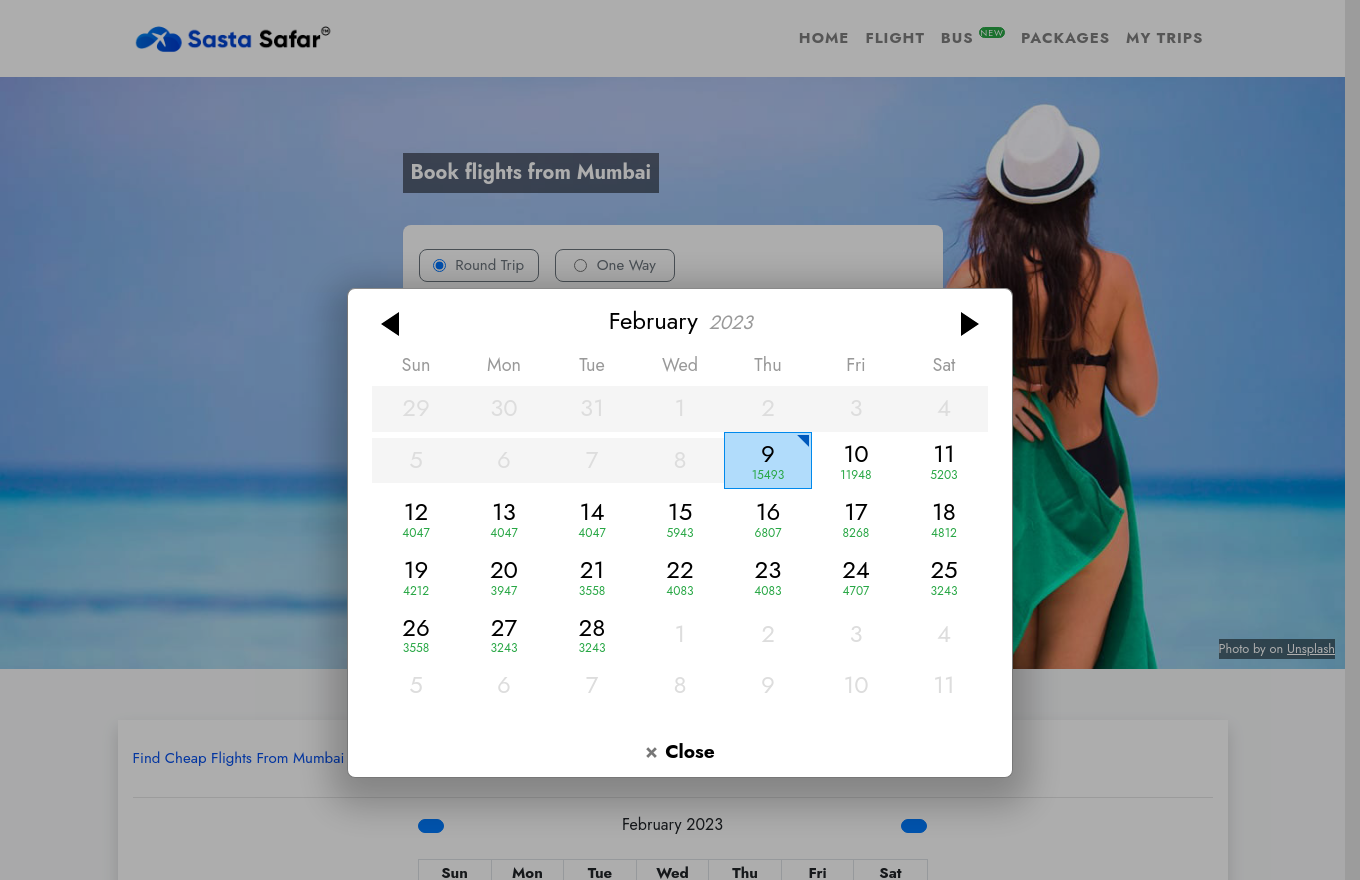 Sasta Safar
HOME FLIGHT BUS NEW PACKAGES MY TRIPS
Book flights from Mumbai
Round Trip One Way
February 2023
Sun Mon Tue Wed Thu Fri Sat
29 30 31 1 2 3 4
5 6 7 8 9 10 11
15493 11948 5203
12 13 14 15 16 17 18
4047 4047 4047 5943 6807 8268 4812
19 20 21 22 23 24 25
4212 3947 3558 4083 4083 4707 3243
26 27 28 1 2 3 4
3558 3243 3243
5 6 7 8 9 10 11
× Close
Photo by on Unsplash
Find Cheap Flights From Mumbai
February 2023
Sun Mon Tue Wed Thu Fri Sat